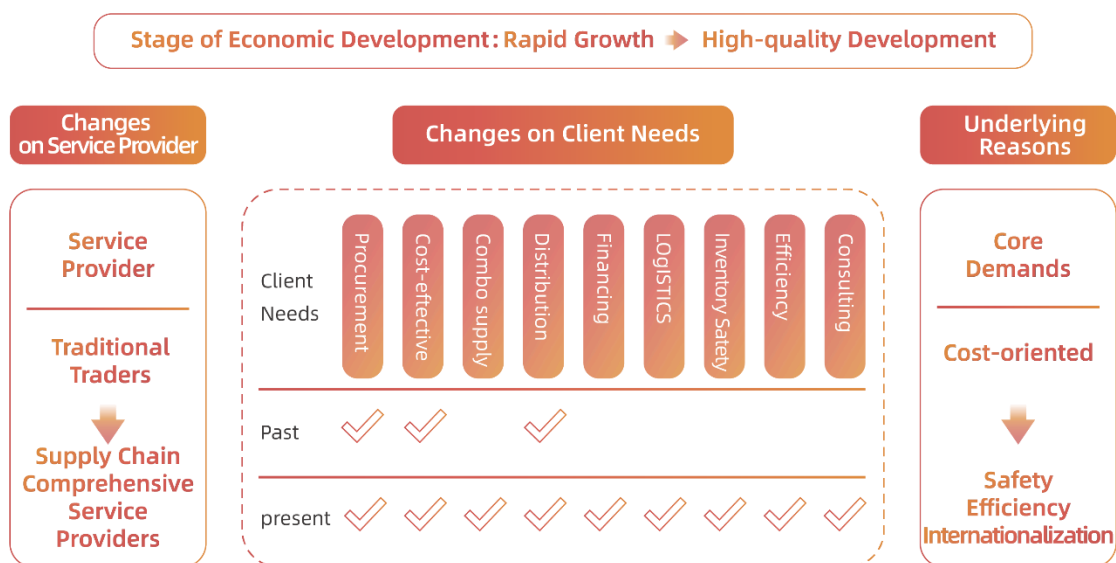 Stage of Economic Development: Rapid Growth High-quality Development
Changes
on Service Provider
Changes on Client Needs
Underlying
Reasons
Service
Provider
Traditional
Traders
Supply Chain
Comprehensive
Service
Providers
Client
Needs
Procurement
Cost-effective
Combo supply
Distribution
Financing
LOgISTICS
Inventory Satety
Efficiency
Consulting
Past
present
Core
Demands
Cost-oriented
Safety
Efficiency
Internationalization